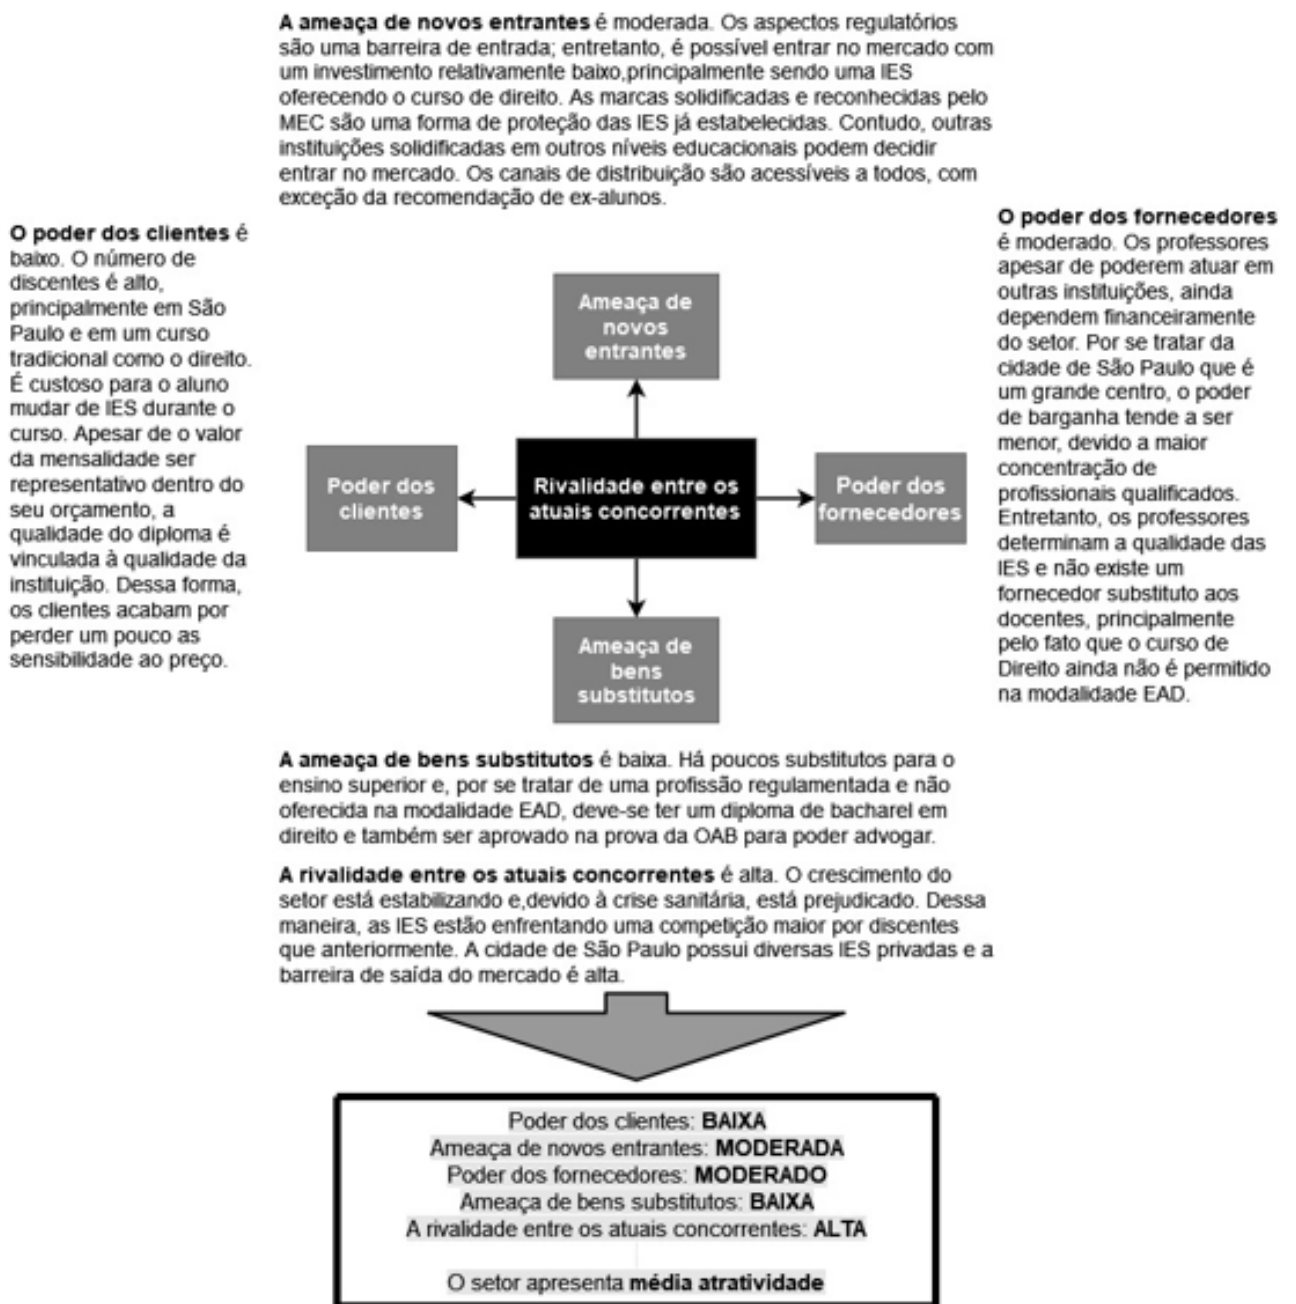 A ameaça de novos entrantes é moderada. Os aspectos regulatórios
são uma barreira de entrada; entretanto, é possível entrar no mercado com
um investimento relativamente baixo,principalmente sendo uma IES
oferecendo o curso de direito. As marcas solidificadas e reconhecidas pelo
MEC são uma forma de proteção das IES já estabelecidas. Contudo, outras
instituições solidificadas em outros níveis educacionais podem decidir
entrar no mercado. Os canais de distribuição são acessíveis a todos, com
exceção da recomendação de ex-alunos.
O poder dos clientes é
baixo. O número de
discentes é alto,
principalmente em São
Paulo e em um curso
tradicional como o direito.
É custoso para o aluno
mudar de IES durante o
curso. Apesar de o valor
da mensalidade ser
representativo dentro do
seu orçamento, a
qualidade do diploma é
vinculada à qualidade da
instituição. Dessa forma,
os clientes acabam por
perder um pouco as
sensibilidade ao preço.
Ameaça de
novos
entrantes
Poder dos
clientes
Rivalidade entre os
atuais concorrentes
Poder dos
fornecedores
Ameaça de
bens
substitutos
O poder dos fornecedores
é moderado. Os professores
apesar de poderem atuar em
outras instituições, ainda
dependem financeiramente
do setor. Por se tratar da
cidade de São Paulo que é
um grande centro, o poder
de barganha tende a ser
menor, devido a maior
concentração de
profissionais qualificados.
Entretanto, os professores
determinam a qualidade das
IES e não existe um
fornecedor substituto aos
docentes, principalmente
pelo fato que o curso de
Direito ainda não é permitido
na modalidade EAD.
A ameaça de bens substitutos é baixa. Há poucos substitutos para o
ensino superior e, por se tratar de uma profissão regulamentada e não
oferecida na modalidade EAD, deve-se ter um diploma de bacharel em
direito e também ser aprovado na prova da OAB para poder advogar.
A rivalidade entre os atuais concorrentes é alta. O crescimento do
setor está estabilizando e,devido à crise sanitária, está prejudicado. Dessa
maneira, as IES estão enfrentando uma competição maior por discentes
que anteriormente. A cidade de São Paulo possui diversas IES privadas e a
barreira de saída do mercado é alta.
Poder dos clientes: BAIXA
Ameaça de novos entrantes: MODERADA
Poder dos fornecedores: MODERADO
Ameaça de bens substitutos: BAIXA
A rivalidade entre os atuais concorrentes: ALTA
O setor apresenta média atratividade